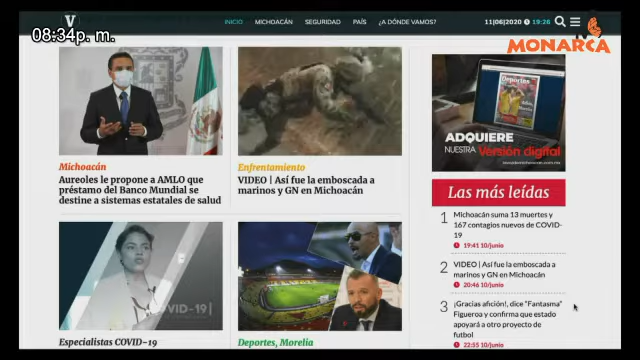 08:34p. m.
V
INICIO MICHOACÁN SEGURIDAD PAÍS ¿A DÓNDE VAMOS?
11|06|2020 19:26
MONARCA
Michoacán
Aureoles le propone a AMLO que
préstamo del Banco Mundial se
destine a sistemas estatales de salud
Enfrentamiento
VIDEO | Así fue la emboscada a
marinos y GN en Michoacán
Deportes
ADQUIERE
NUESTRA Versión digital
Las más leídas
1 Michoacán suma 13 muertes y
167 contagios nuevos de COVID-
19
19:41 10/junio
2 VIDEO | Así fue la emboscada a
marinos y GN en Michoacán
20:46 10/junio
3 ¡Gracias afición!, dice "Fantasma"
Figueroa y confirma que estado
apoyará a otro proyecto de
futbol
22:55 10/junio
COVID-19|
Especialistas COVID-19
Deportes, Morelia